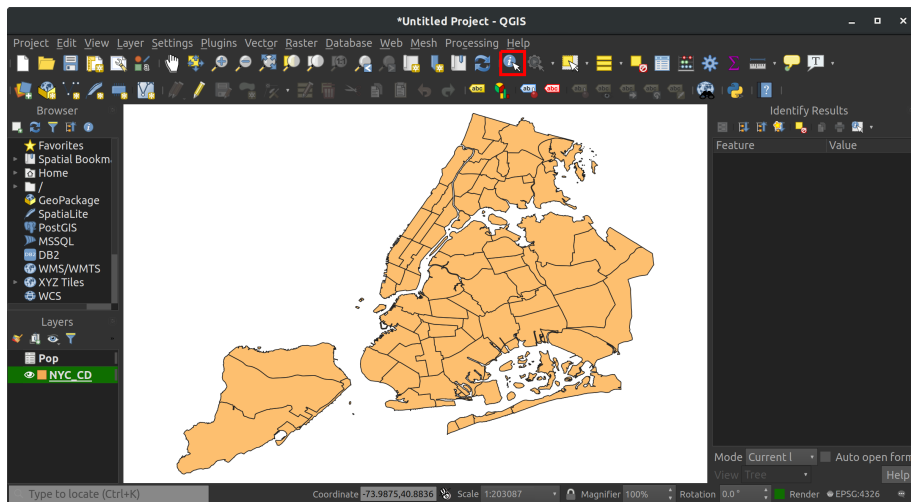 *Untitled Project - QGIS
Project Edit View Layer Settings Plugins Vector Raster Database Web Mesh Processing Help
Browser
Favorites
Spatial Bookm
Home
/
GeoPackage
SpatiaLite
PostGIS
MSSQL
DB2
WMS/WMTS
XYZ Tiles
WCS
Layers
Pop
NYC_CD
Identify Results
Feature Value
Mode Current l Auto open form
View Tree Help
Type to locate (Ctrl+K) Coordinate -73.9875,40.8836 Scale 1:203087 Magnifier 100% Rotation 0.0 ° Render EPSG:4326